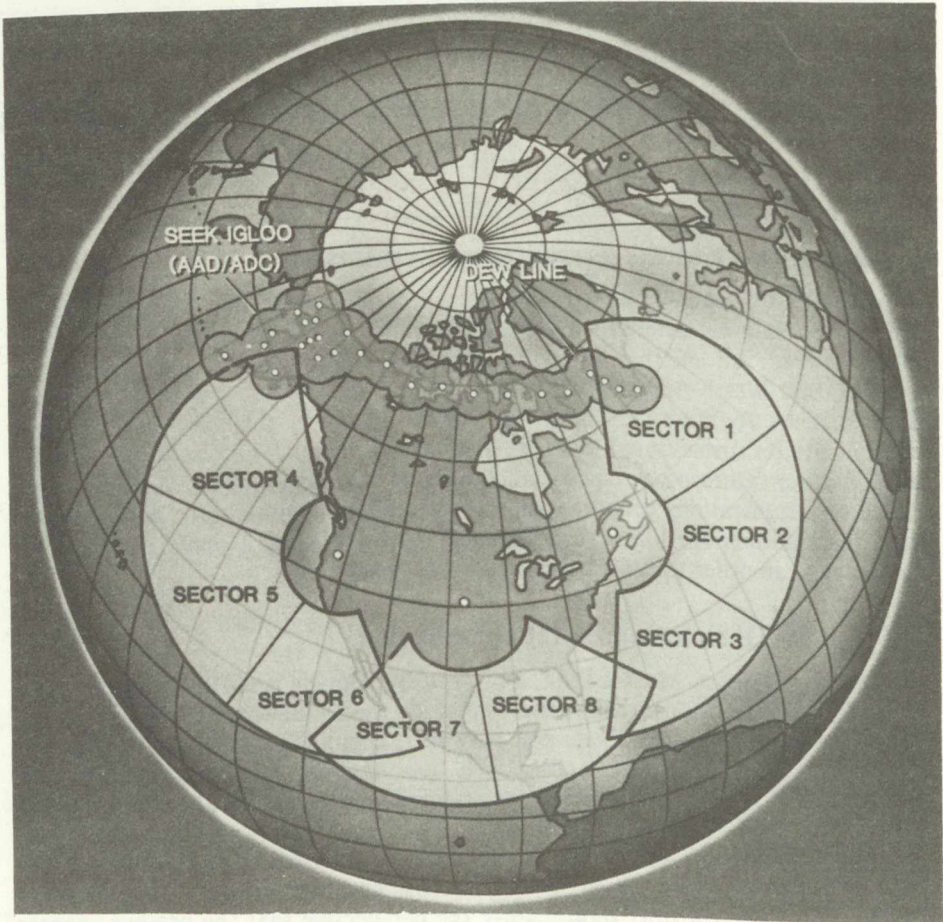 SEEK IGLOO
(AAD/ADC)
DEW LINE
SECTOR 1
SECTOR 4
SECTOR 2
SECTOR 5
SECTOR 3
SECTOR 6
SECTOR 7
SECTOR 8